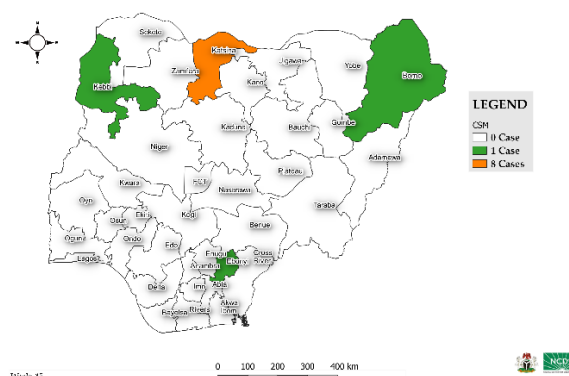 Sokoto
Katsina
Jigawa
Yobe
Borno
Zamfara
Kano
Kebbi
Gombe
Kaduna
Bauchi
Niger
Adamawa
Plateau
FCT
Kwara
Nasarawa
Taraba
Oyo
Kogi
Ekiti
Osun
Benue
Ogun
Ondo
Edo
Lagos
Enugu
Ebony
Cross
River
Anambra
Delta
Imo
Abia
Akwa
Ibom
Bayelsa
Rivers
LEGEND
CSM
0 Case
1 Case
8 Cases
0 100 200 300 400 km
NCDC